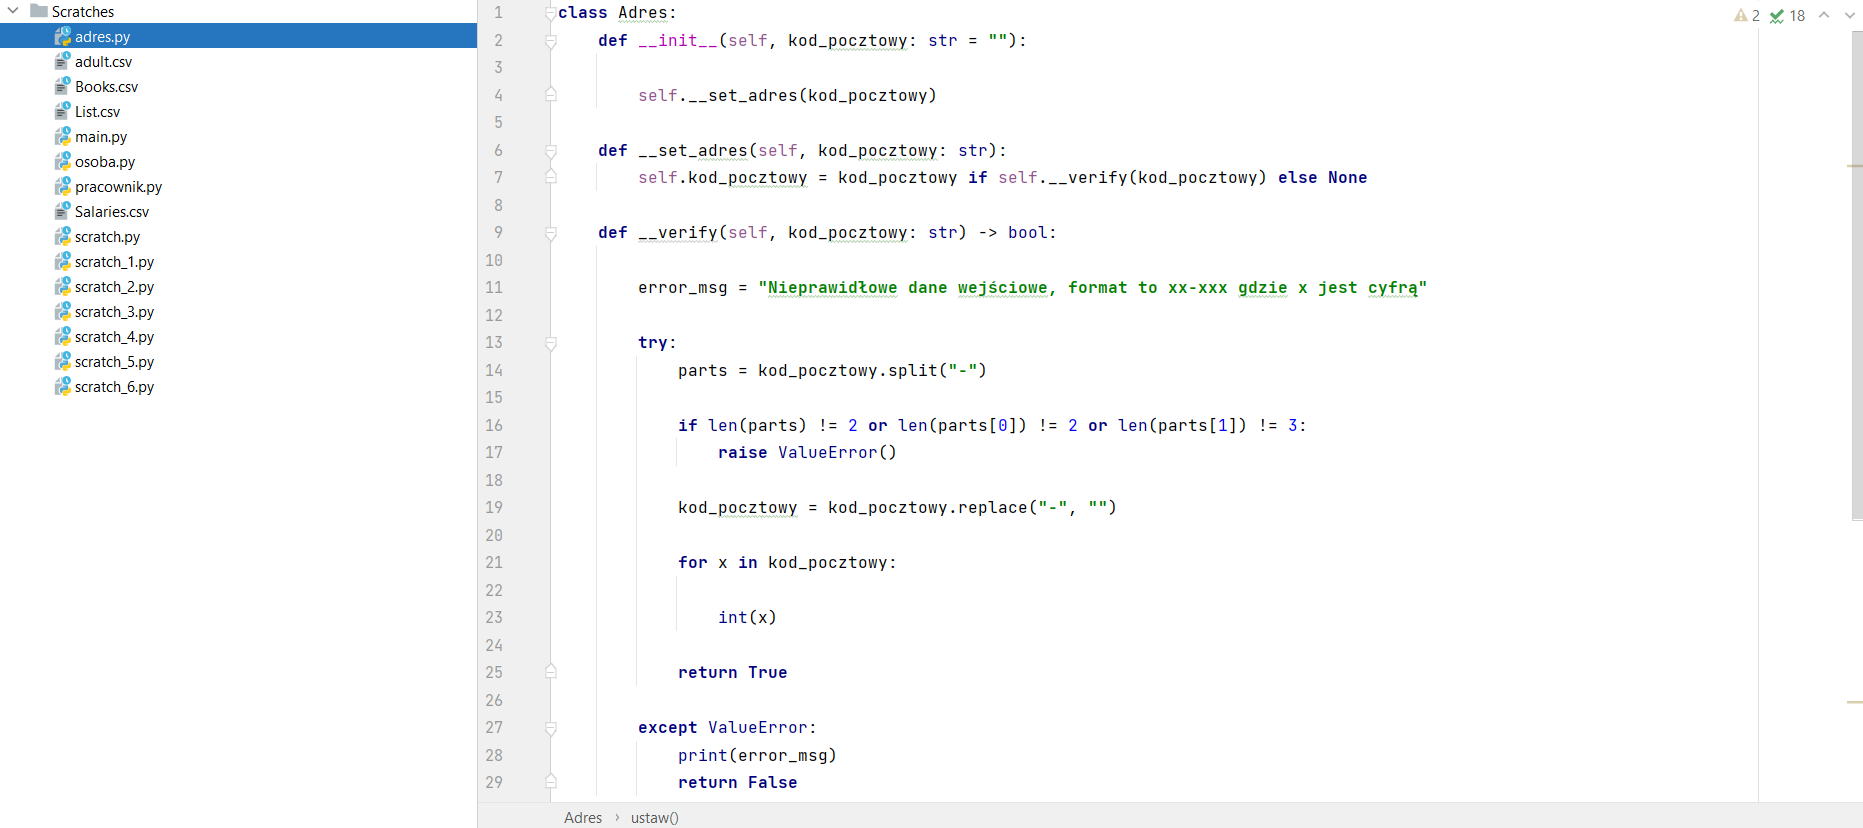 Scratches
adres.py
adult.csv
Books.csv
List.csv
main.py
osoba.py
pracownik.py
Salaries.csv
scratch.py
scratch_1.py
scratch_2.py
scratch_3.py
scratch_4.py
scratch_5.py
scratch_6.py
2 18
1 class Adres:
2 def __init__(self, kod_pocztowy: str = ""):
3
4 self.__set_adres(kod_pocztowy)
5
6 def __set_adres(self, kod_pocztowy: str):
7 self.kod_pocztowy = kod_pocztowy if self.__verify(kod_pocztowy) else None
8
9 def __verify(self, kod_pocztowy: str) -> bool:
10
11 error_msg = "Nieprawidłowe dane wejściowe, format to xx-xxx gdzie x jest cyfrą"
12
13 try:
14 parts = kod_pocztowy.split("-")
15
16 if len(parts) != 2 or len(parts[0]) != 2 or len(parts[1]) != 3:
17 raise ValueError()
18
19 kod_pocztowy = kod_pocztowy.replace("-", "")
20
21 for x in kod_pocztowy:
22
23 int(x)
24
25 return True
26
27 except ValueError:
28 print(error_msg)
29 return False
Adres › ustaw()